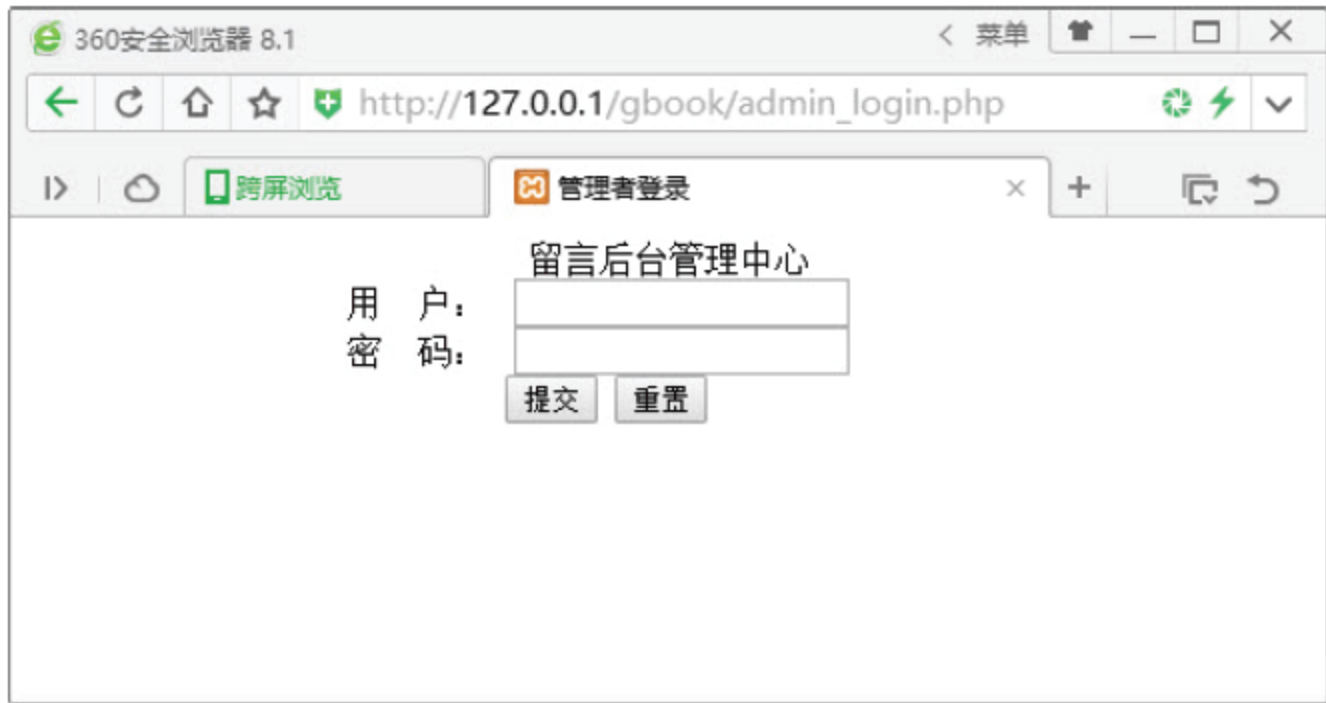 360安全浏览器 8.1 菜单
http://127.0.0.1/gbook/admin_login.php
跨屏浏览 管理者登录
留言后台管理中心
用 户：
密 码：
提交 重置